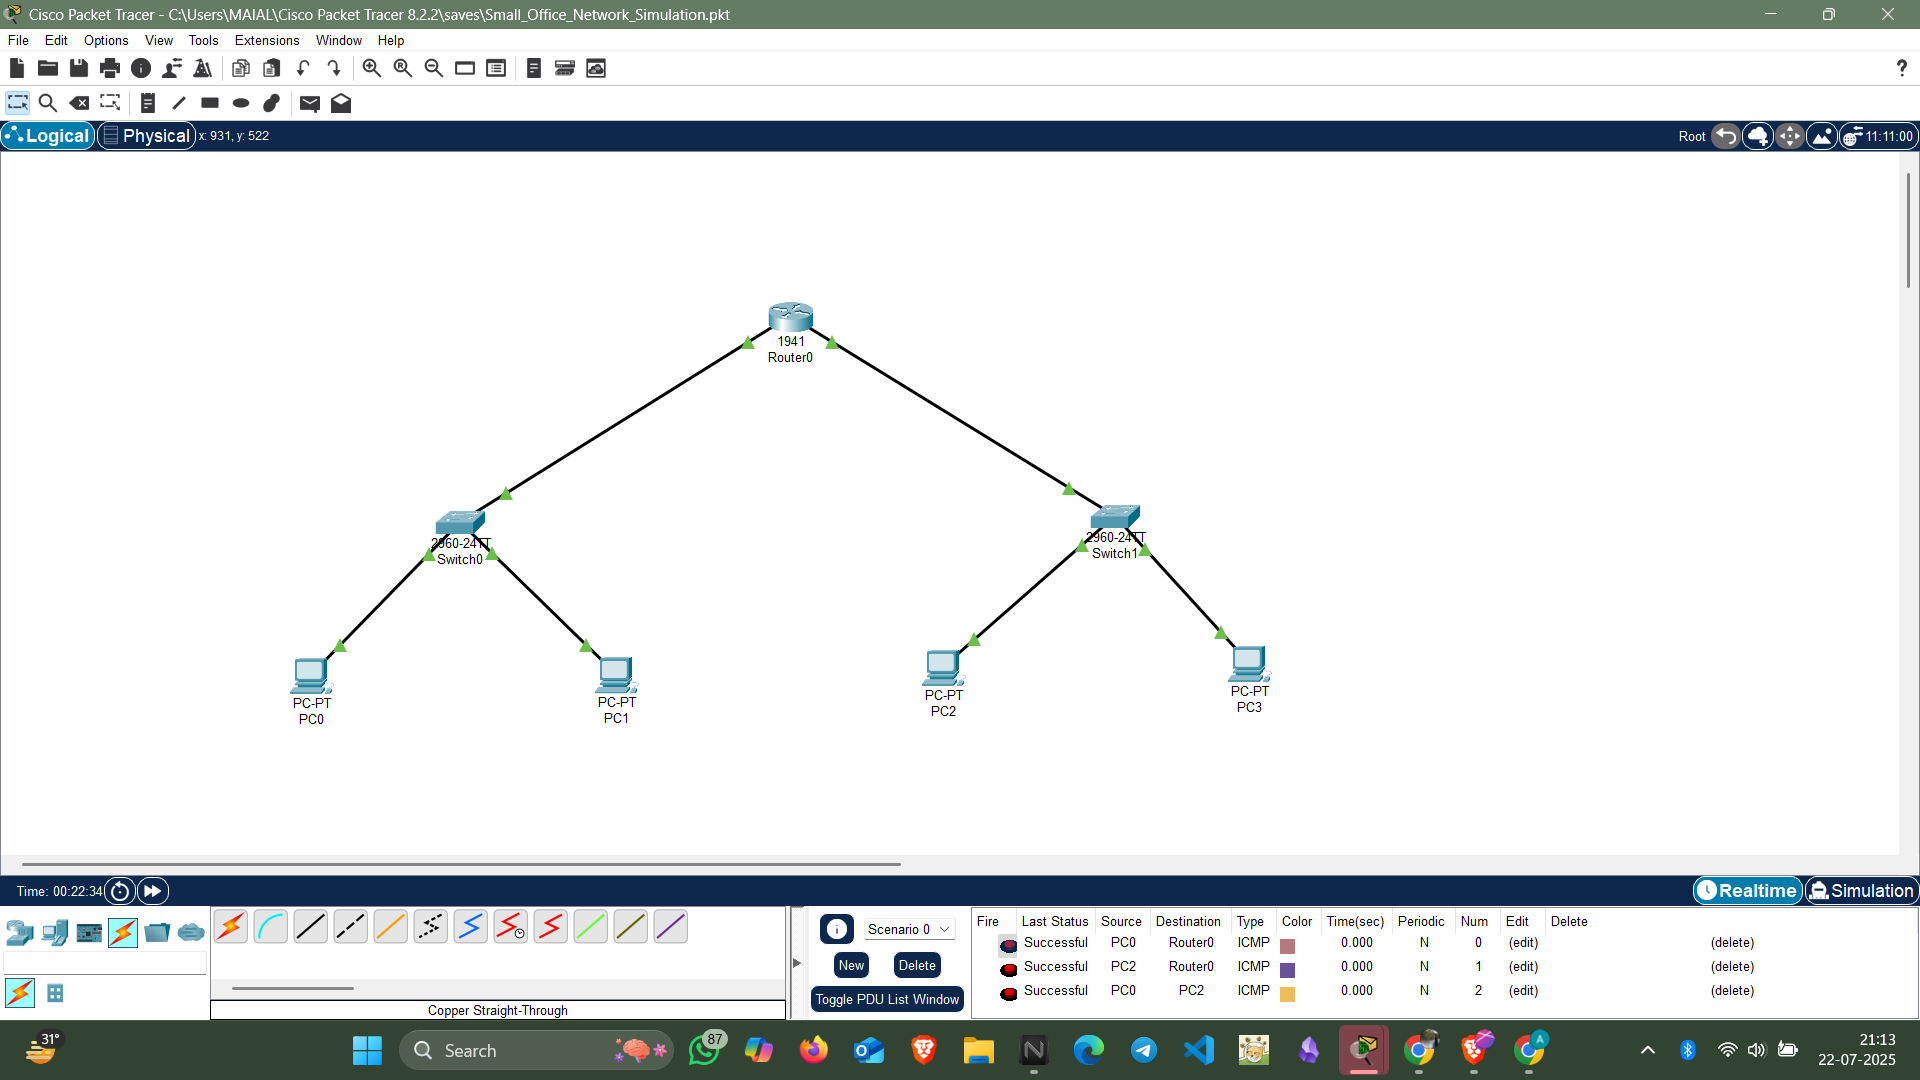 Cisco Packet Tracer - C:\Users\MAIAL\Cisco Packet Tracer 8.2.2\saves\Small_Office_Network_Simulation.pkt
File Edit Options View Tools Extensions Window Help
?
Logical Physical x: 931, y: 522 Root 11:11:00
1941
Router0
2960-24TT
Switch0
2960-24TT
Switch1
PC-PT
PC0
PC-PT
PC1
PC-PT
PC2
PC-PT
PC3
Time: 00:22:34 Realtime Simulation
Scenario 0
New Delete
Toggle PDU List Window
Copper Straight-Through
Fire Last Status Source Destination Type Color Time(sec) Periodic Num Edit Delete
Successful PC0 Router0 ICMP 0.000 N 0 (edit) (delete)
Successful PC2 Router0 ICMP 0.000 N 1 (edit) (delete)
Successful PC0 PC2 ICMP 0.000 N 2 (edit) (delete)
31°
Search
87
A
21:13
22-07-2025